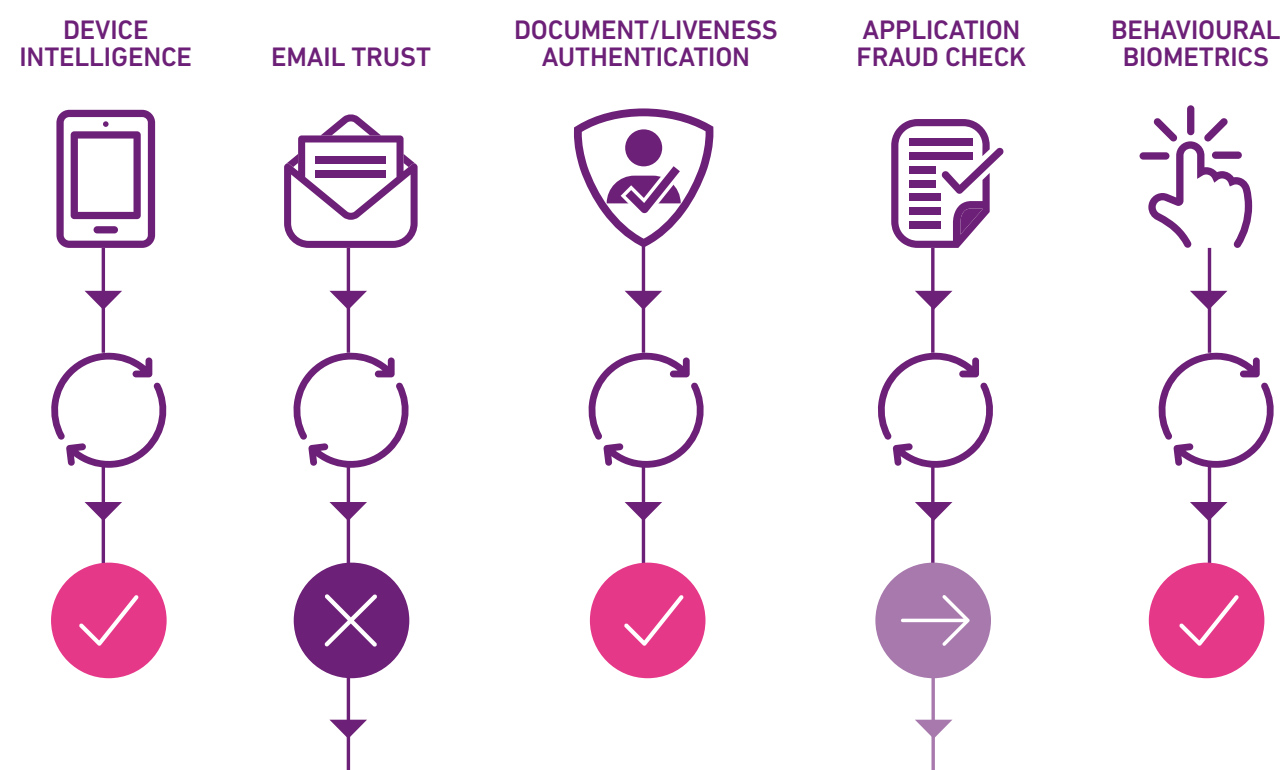 DEVICE
INTELLIGENCE
EMAIL TRUST
DOCUMENT/LIVENESS
AUTHENTICATION
APPLICATION
FRAUD CHECK
BEHAVIOURAL
BIOMETRICS